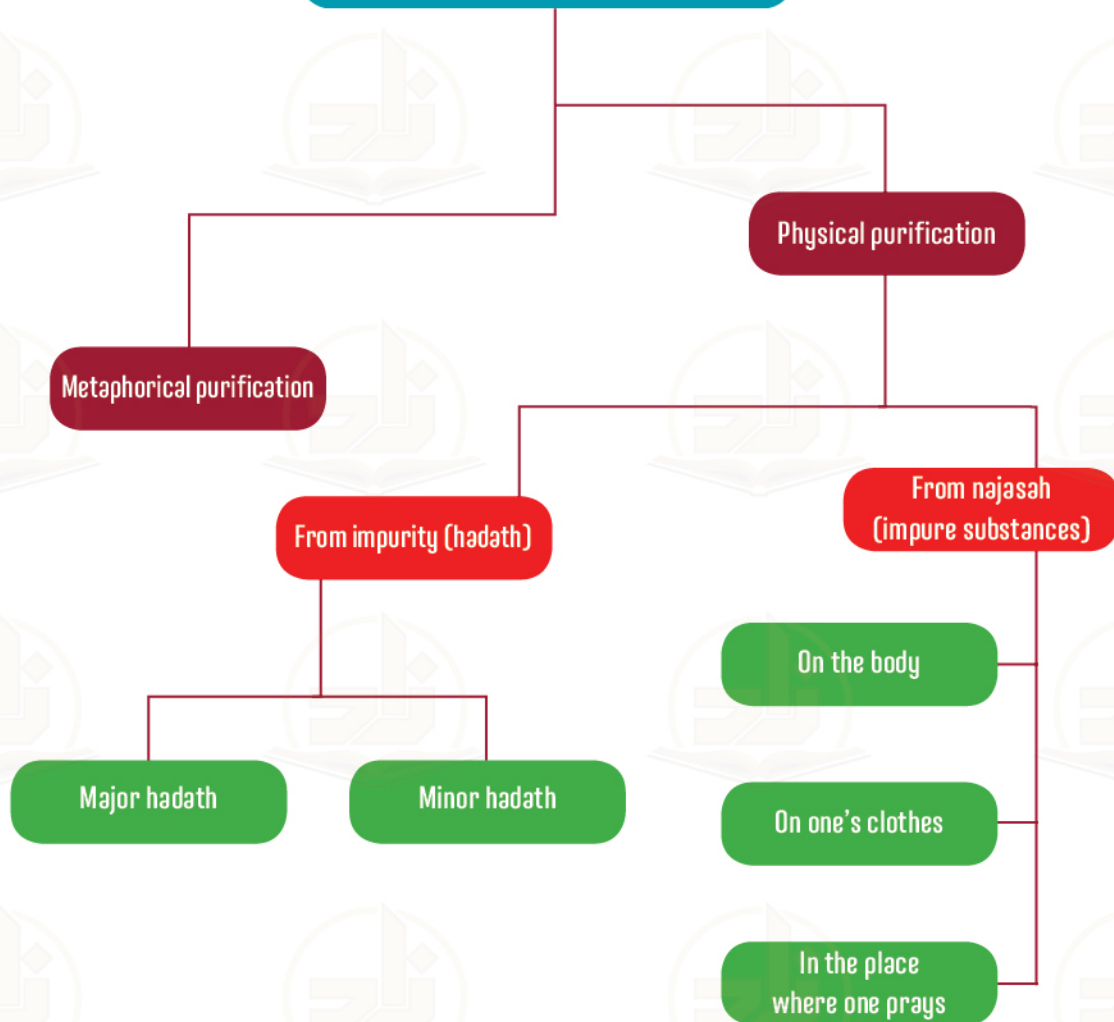 Physical purification
Metaphorical purification
From najasah
(impure substances)
From impurity (hadath)
On the body
Major hadath
Minor hadath
On one's clothes
In the place
where one prays